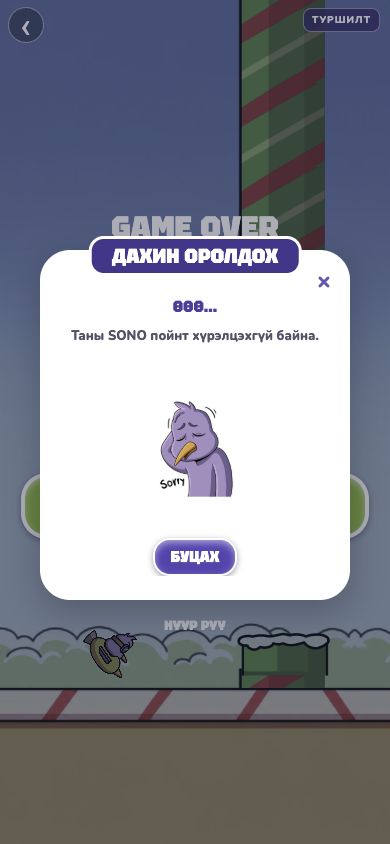 ‹
ТУРШИЛТ
GAME OVER
ДАХИН ОРОЛДОХ
×
ӨӨӨ...
Таны SONO пойнт хүрэлцэхгүй байна.
Sorry
БУЦАХ
НҮҮР РҮҮ